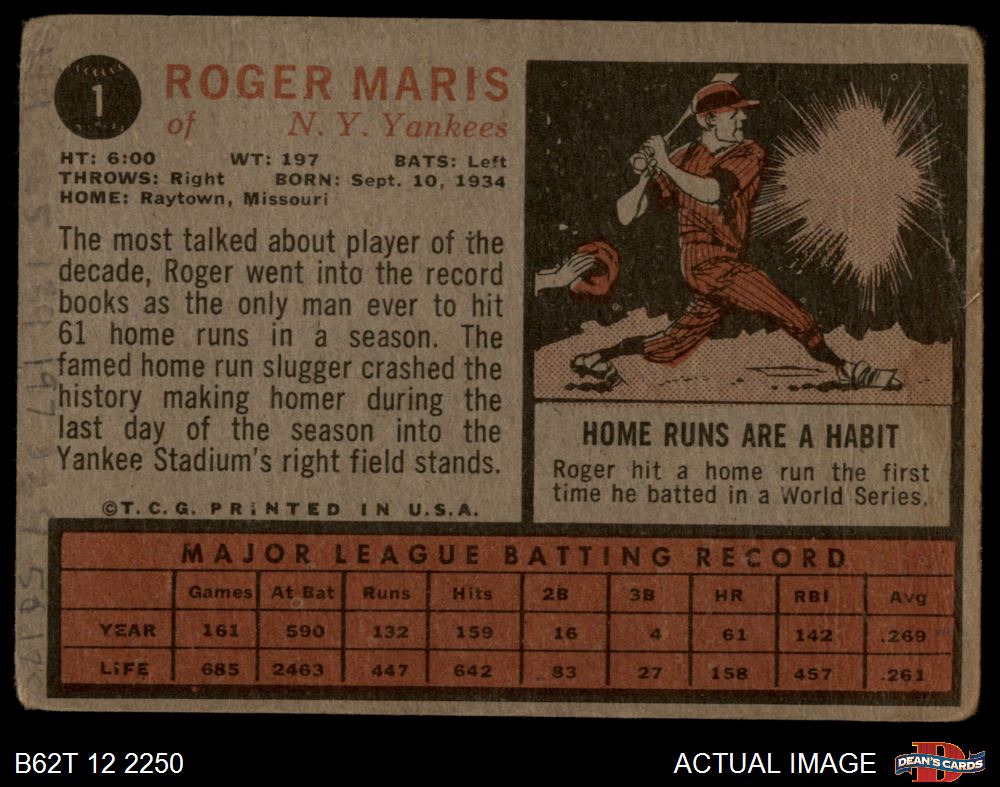 1
ROGER MARIS
of N. Y. Yankees
HT: 6:00 WT: 197 BATS: Left
THROWS: Right BORN: Sept. 10, 1934
HOME: Raytown, Missouri
The most talked about player of the
decade, Roger went into the record
books as the only man ever to hit
61 home runs in a season. The
famed home run slugger crashed the
history making homer during the
last day of the season into the
Yankee Stadium's right field stands.
©T. C. G. PRINTED IN U.S.A.
HOME RUNS ARE A HABIT
Roger hit a home run the first
time he batted in a World Series.
MAJOR LEAGUE BATTING RECORD
Games At Bat Runs Hits 2B 3B HR RBI Avg
YEAR 161 590 132 159 16 4 61 142 .269
LIFE 685 2463 447 642 83 27 158 457 .261
B62T 12 2250
ACTUAL IMAGE
DEAN'S CARDS